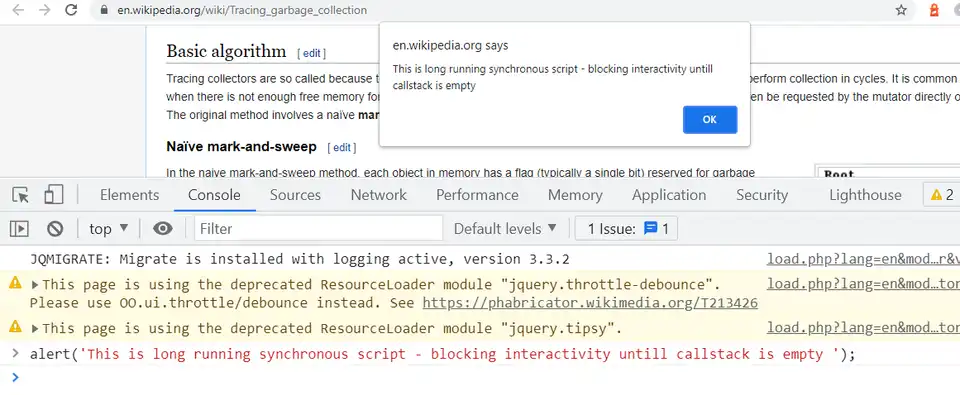 en.wikipedia.org/wiki/Tracing_garbage_collection
en.wikipedia.org says
This is long running synchronous script - blocking interactivity untill
callstack is empty
OK
Basic algorithm [ edit ]
Tracing collectors are so called because t
perform collection in cycles. It is common
when there is not enough free memory for
en be requested by the mutator directly o
The original method involves a naïve mar
Naïve mark-and-sweep [ edit ]
In the naive mark-and-sweep method, each object in memory has a flag (typically a single bit) reserved for garbage
Root
Elements Console Sources Network Performance Memory Application Security Lighthouse 2
top ▼ Filter Default levels ▼ 1 Issue: 1
JQMIGRATE: Migrate is installed with logging active, version 3.3.2 load.php?lang=en&mod…r&v
▶This page is using the deprecated ResourceLoader module "jquery.throttle-debounce". load.php?lang=en&mod…tor
Please use OO.ui.throttle/debounce instead. See https://phabricator.wikimedia.org/T213426
▶This page is using the deprecated ResourceLoader module "jquery.tipsy". load.php?lang=en&mod…tor
> alert('This is long running synchronous script - blocking interactivity untill callstack is empty ');
>